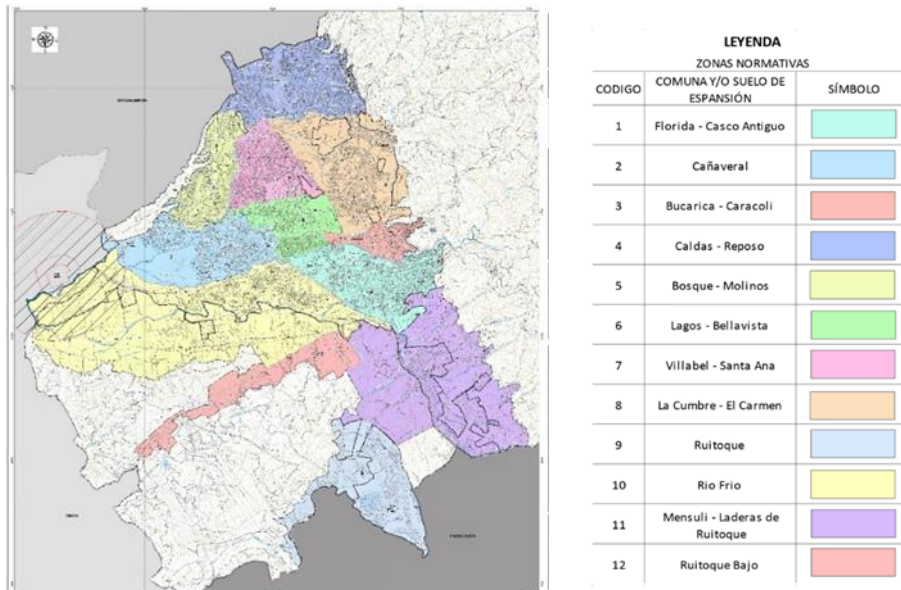 LEYENDA
ZONAS NORMATIVAS
CODIGO
COMUNA Y/O SUELO DE
ESPANSIÓN
SÍMBOLO
1 Florida - Casco Antiguo
2 Cañaveral
3 Bucarica - Caracoli
4 Caldas - Reposo
5 Bosque - Molinos
6 Lagos - Bellavista
7 Villabel - Santa Ana
8 La Cumbre - El Carmen
9 Ruitoque
10 Rio Frio
11 Mensuli - Laderas de
Ruitoque
12 Ruitoque Bajo